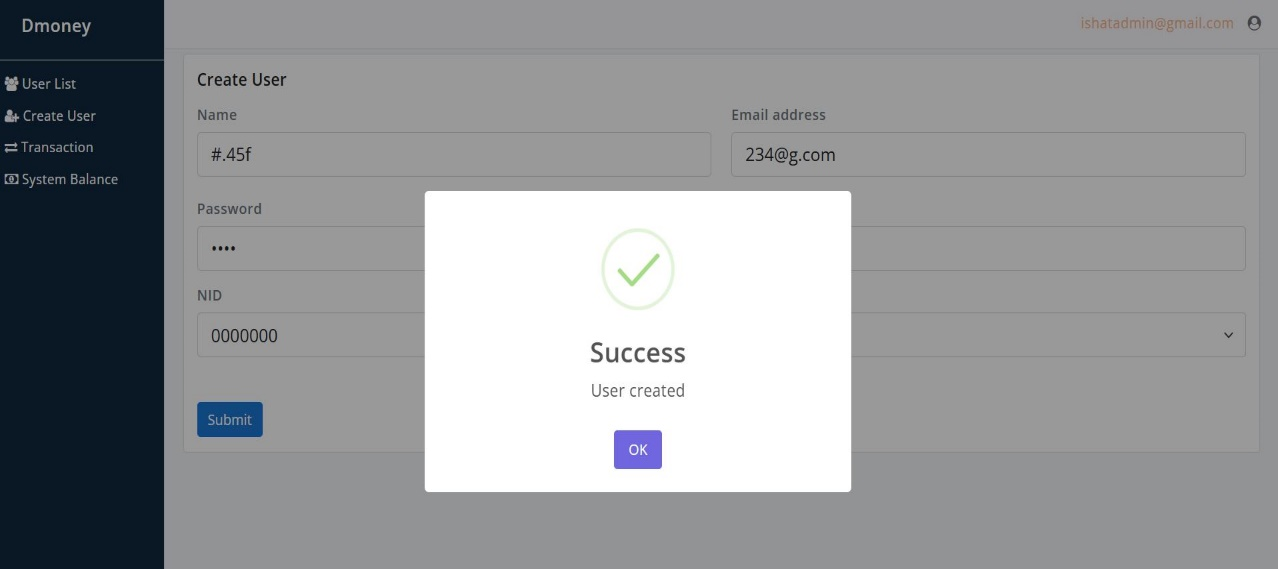 Dmoney
ishatadmin@gmail.com
User List
Create User
Transaction
System Balance
Create User
Name
Email address
#.45f
234@g.com
Password
••••
NID
0000000
Submit
Success
User created
OK